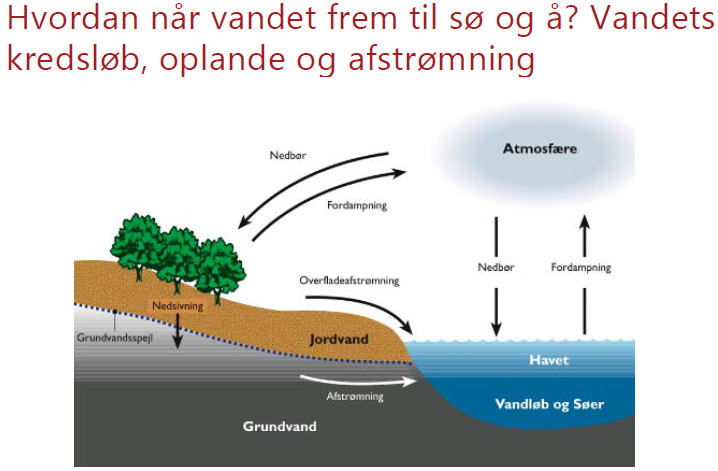 Hvordan når vandet frem til sø og å? Vandets
kredsløb, oplande og afstrømning
Atmosfære
Nedbør
Fordampning
Nedbør
Fordampning
Overfladeafstrømning
Nedsivning
Grundvandsspejl
Jordvand
Havet
Afstrømning
Vandløb og Søer
Grundvand